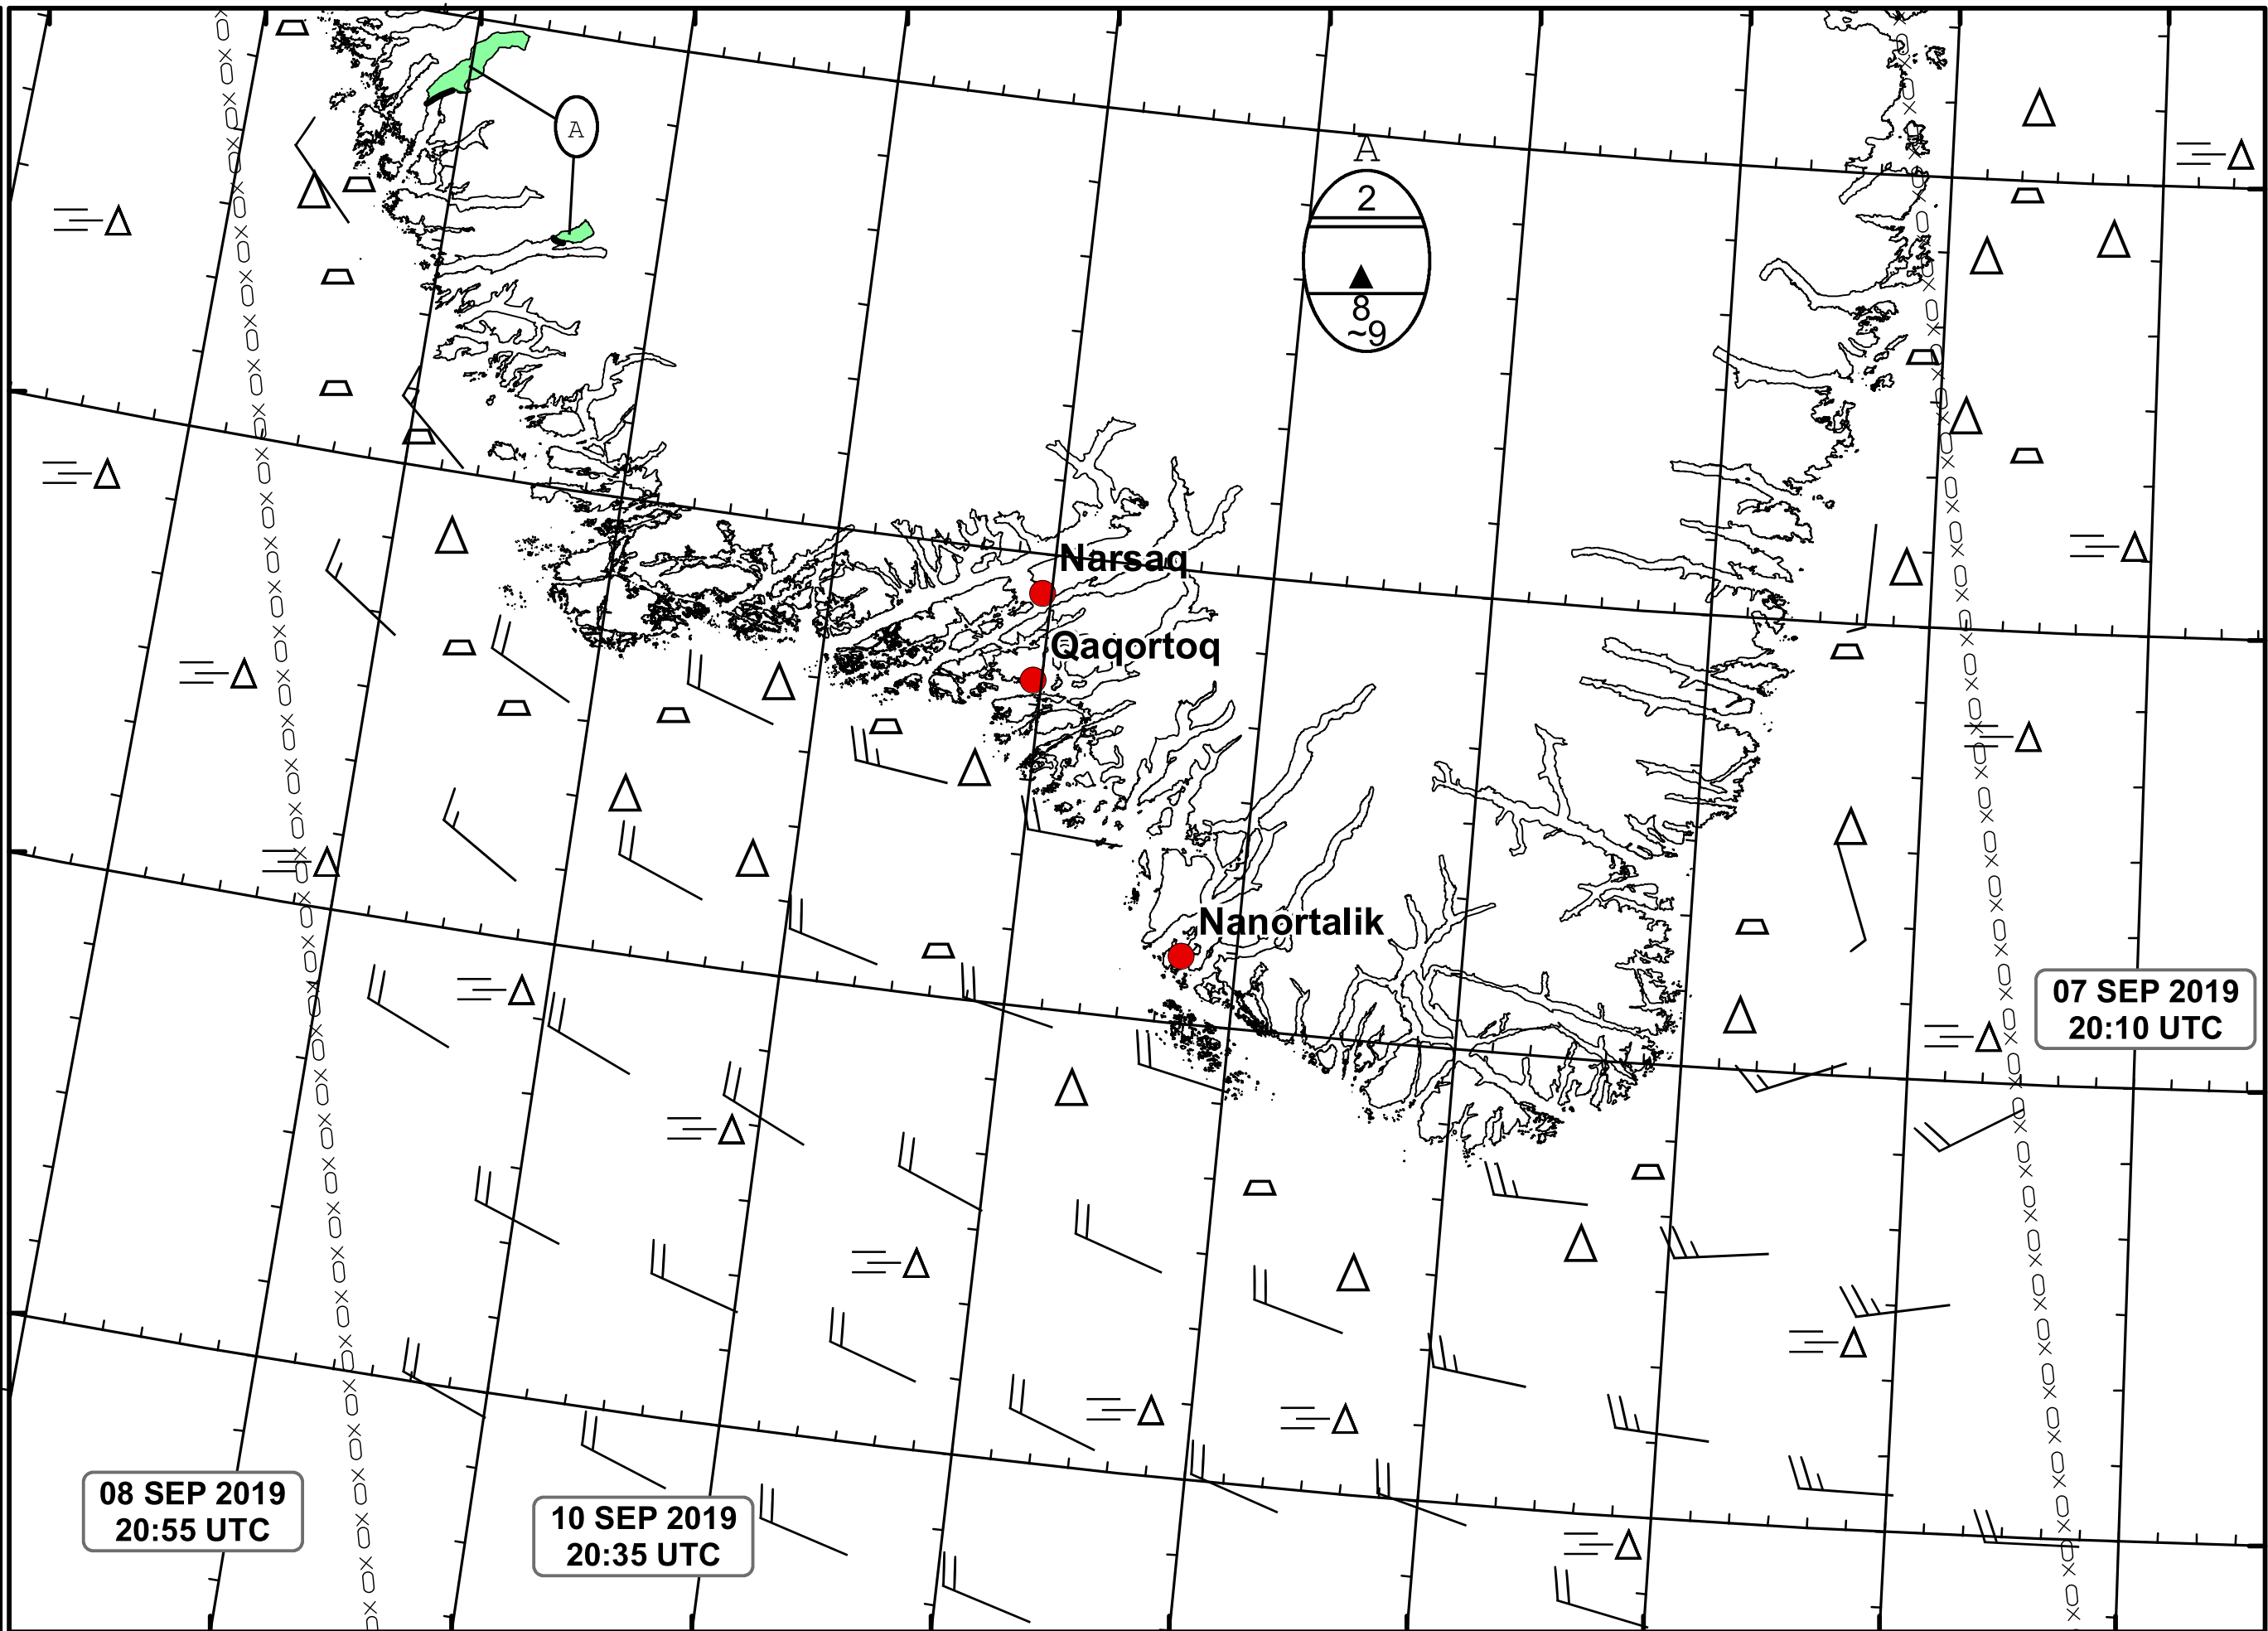 A
A
2
8
~9
Narsaq
Qaqortoq
Nanortalik
07 SEP 2019
20:10 UTC
08 SEP 2019
20:55 UTC
10 SEP 2019
20:35 UTC